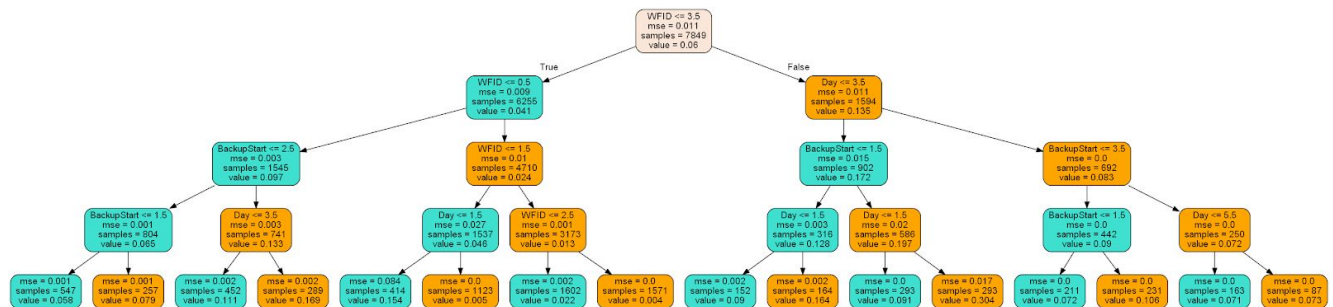 WFID <= 3.5
mse = 0.011
samples = 7849
value = 0.06
True
False
WFID <= 0.5
mse = 0.009
samples = 6255
value = 0.041
Day <= 3.5
mse = 0.011
samples = 1594
value = 0.135
BackupStart <= 2.5
mse = 0.003
samples = 1545
value = 0.097
WFID <= 1.5
mse = 0.01
samples = 4710
value = 0.024
BackupStart <= 1.5
mse = 0.015
samples = 902
value = 0.172
BackupStart <= 3.5
mse = 0.0
samples = 692
value = 0.083
BackupStart <= 1.5
mse = 0.001
samples = 804
value = 0.065
Day <= 3.5
mse = 0.003
samples = 741
value = 0.133
Day <= 1.5
mse = 0.027
samples = 1537
value = 0.046
WFID <= 2.5
mse = 0.001
samples = 3173
value = 0.013
Day <= 1.5
mse = 0.003
samples = 316
value = 0.128
Day <= 1.5
mse = 0.02
samples = 586
value = 0.197
BackupStart <= 1.5
mse = 0.0
samples = 442
value = 0.09
Day <= 5.5
mse = 0.0
samples = 250
value = 0.072
mse = 0.001
samples = 547
value = 0.058
mse = 0.001
samples = 257
value = 0.079
mse = 0.002
samples = 452
value = 0.111
mse = 0.002
samples = 289
value = 0.169
mse = 0.084
samples = 414
value = 0.154
mse = 0.0
samples = 1123
value = 0.005
mse = 0.002
samples = 1602
value = 0.022
mse = 0.0
samples = 1571
value = 0.004
mse = 0.002
samples = 152
value = 0.09
mse = 0.002
samples = 164
value = 0.164
mse = 0.0
samples = 293
value = 0.091
mse = 0.017
samples = 293
value = 0.304
mse = 0.0
samples = 211
value = 0.072
mse = 0.0
samples = 231
value = 0.106
mse = 0.0
samples = 163
value = 0.071
mse = 0.0
samples = 87
value = 0.073